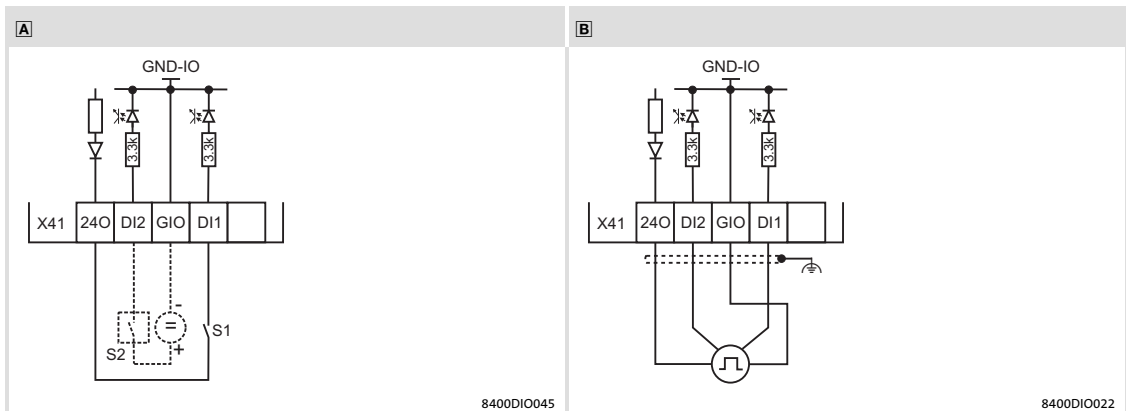 A
GND-IO
3.3k
3.3k
X41
24O
DI2
GIO
DI1
-
=
+
S1
S2
8400DIO045
B
GND-IO
3.3k
3.3k
X41
24O
DI2
GIO
DI1
8400DIO022